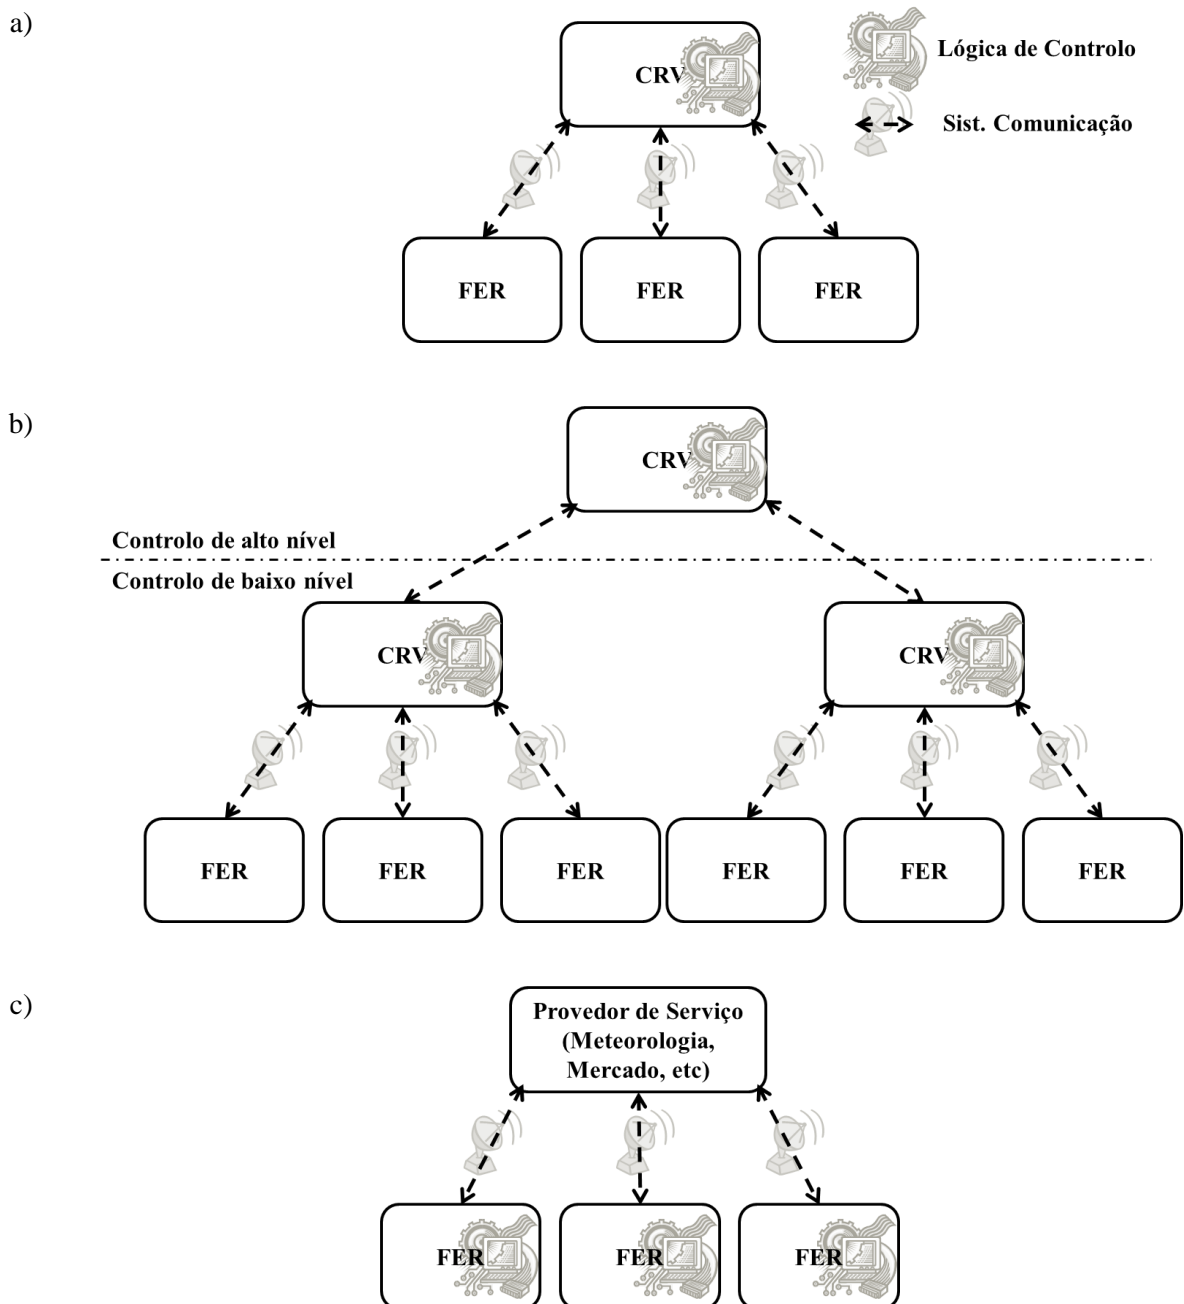 a)
CRV
Lógica de Controlo
Sist. Comunicação
FER
FER
FER
b)
CRV
Controlo de alto nível
Controlo de baixo nível
CRV
CRV
FER
FER
FER
FER
FER
FER
c)
Provedor de Serviço
(Meteorologia,
Mercado, etc)
FER
FER
FER